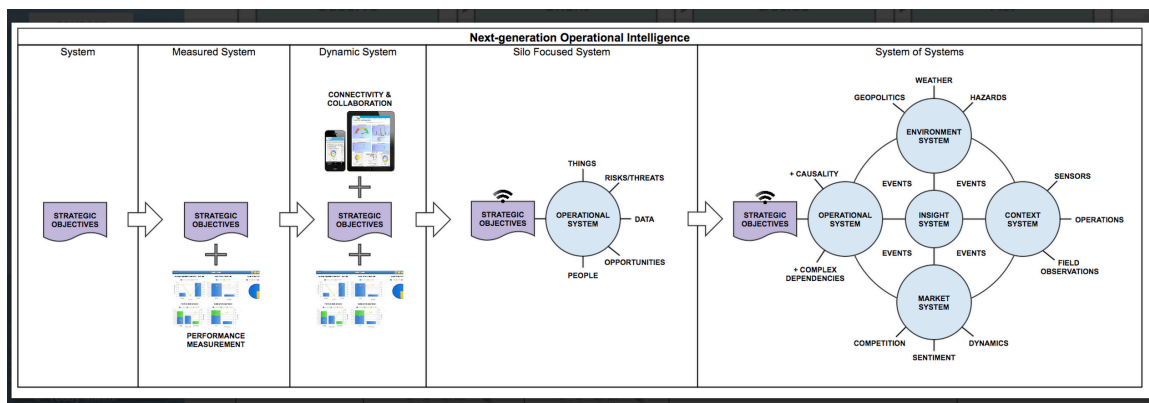 Next-generation Operational Intelligence
System
Measured System
Dynamic System
Silo Focused System
System of Systems
STRATEGIC
OBJECTIVES
STRATEGIC
OBJECTIVES
PERFORMANCE
MEASUREMENT
CONNECTIVITY &
COLLABORATION
STRATEGIC
OBJECTIVES
STRATEGIC
OBJECTIVES
OPERATIONAL
SYSTEM
THINGS
RISKS/THREATS
DATA
OPPORTUNITIES
PEOPLE
STRATEGIC
OBJECTIVES
OPERATIONAL
SYSTEM
+ CAUSALITY
+ COMPLEX
DEPENDENCIES
WEATHER
GEOPOLITICS
HAZARDS
ENVIRONMENT
SYSTEM
EVENTS
EVENTS
INSIGHT
SYSTEM
EVENTS
EVENTS
CONTEXT
SYSTEM
SENSORS
OPERATIONS
FIELD
OBSERVATIONS
MARKET
SYSTEM
COMPETITION
SENTIMENT
DYNAMICS